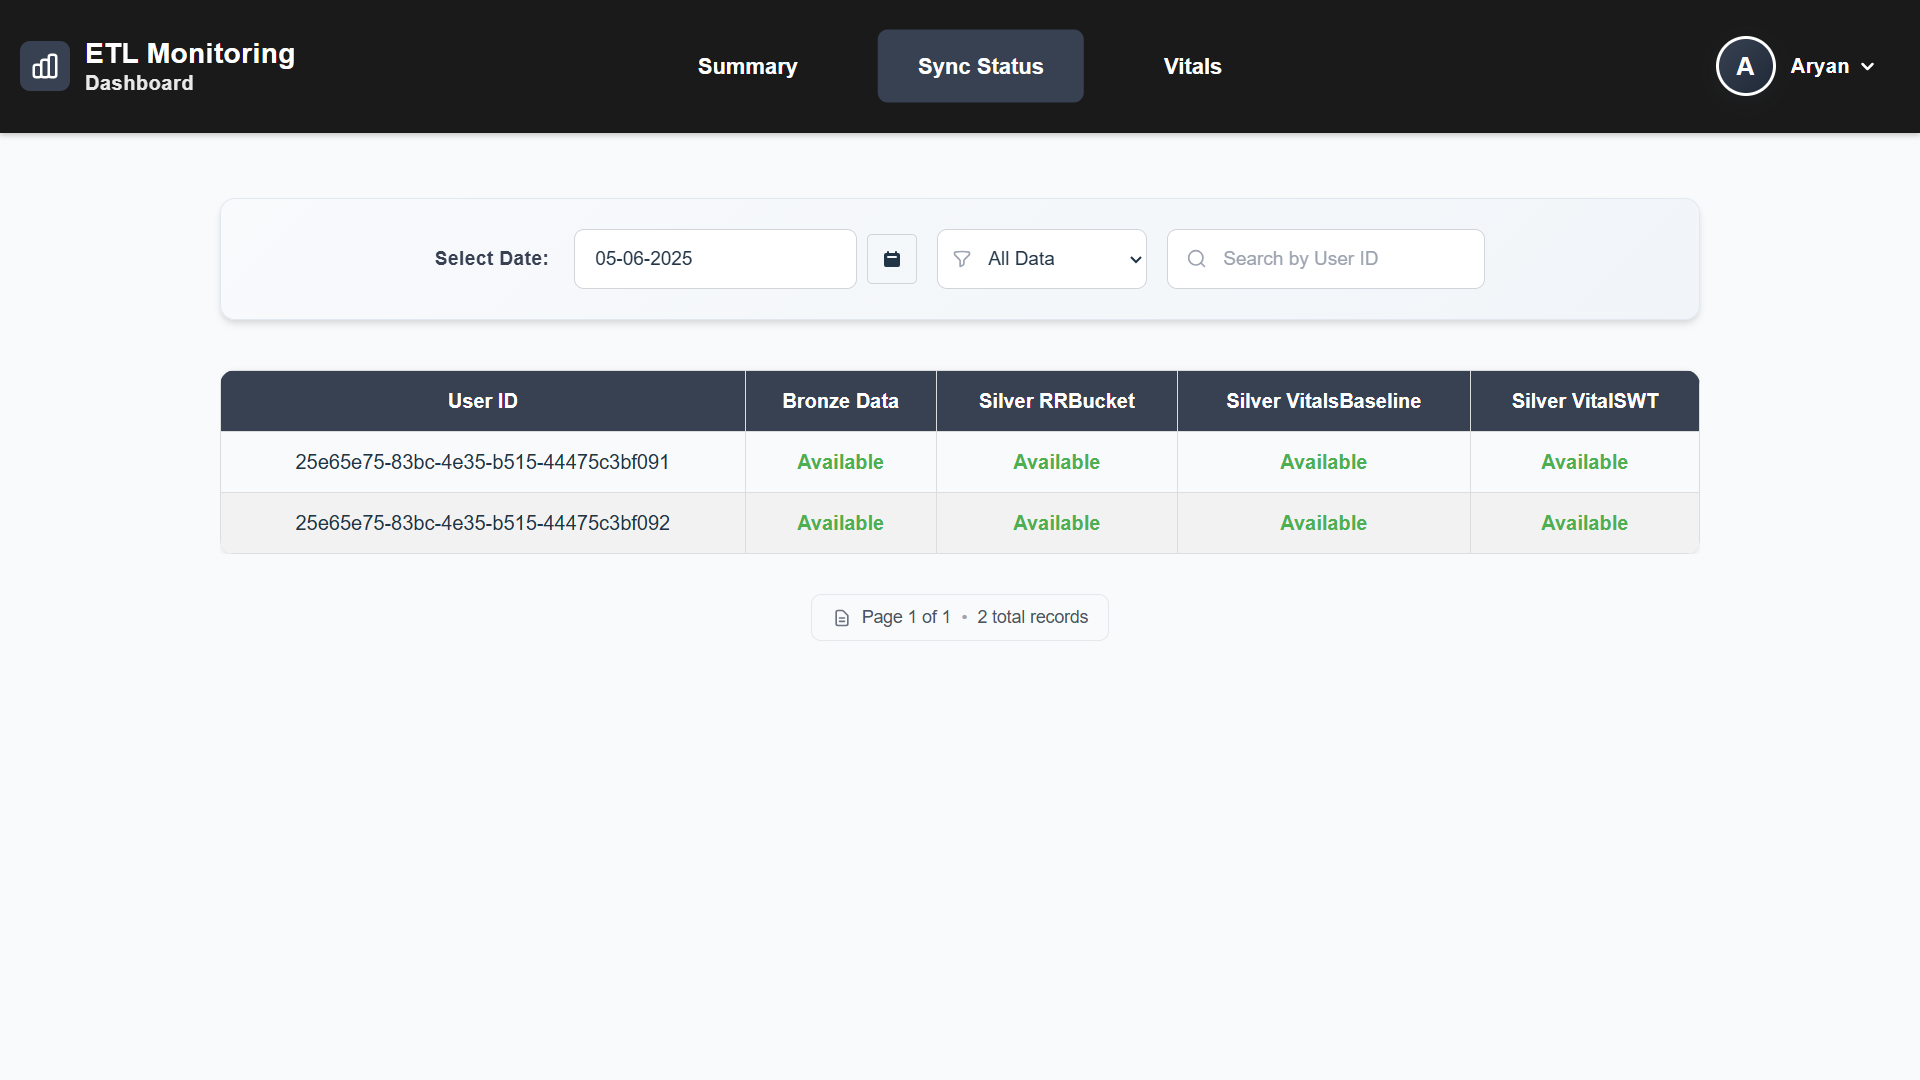 ETL Monitoring
Dashboard
Summary
Sync Status
Vitals
A
Aryan
Select Date:
05-06-2025
All Data
Search by User ID
User ID
Bronze Data
Silver RRBucket
Silver VitalsBaseline
Silver VitalSWT
25e65e75-83bc-4e35-b515-44475c3bf091
Available
Available
Available
Available
25e65e75-83bc-4e35-b515-44475c3bf092
Available
Available
Available
Available
Page 1 of 1 • 2 total records